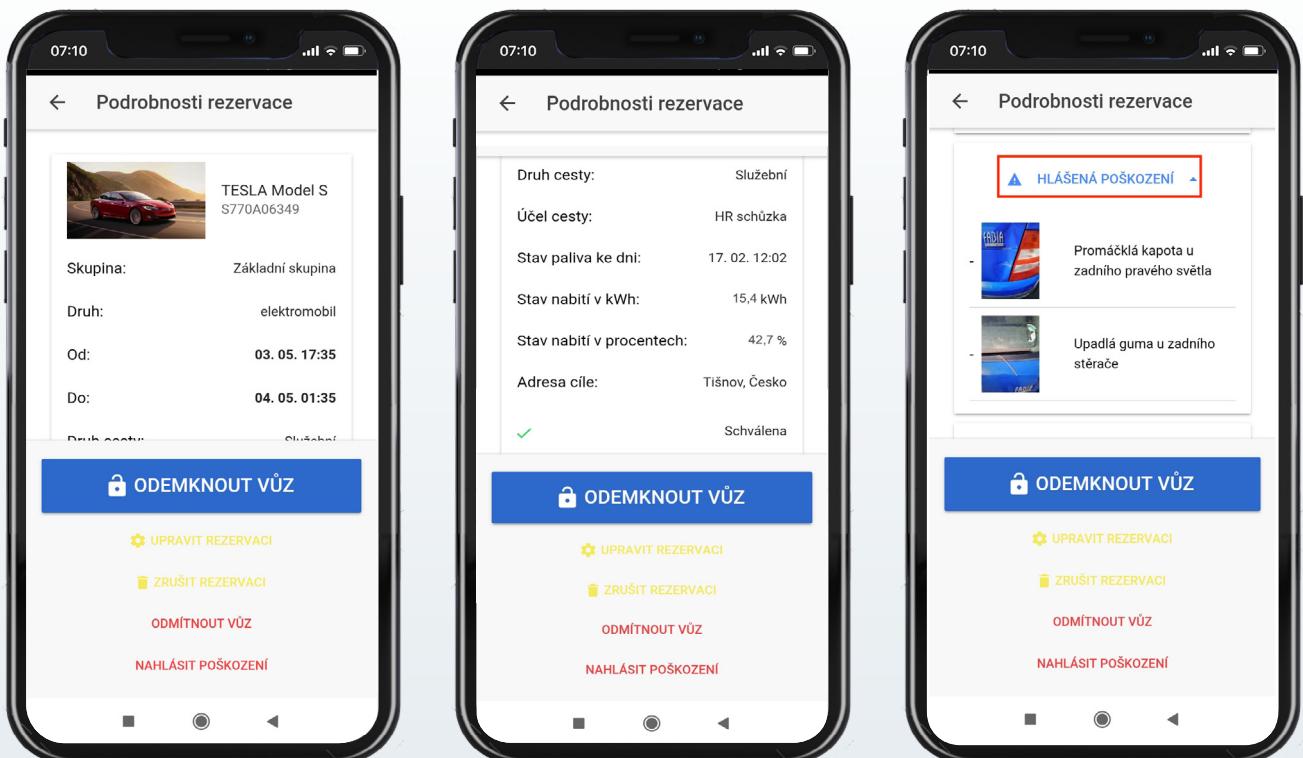 07:10
Podrobnosti rezervace
TESLA Model S
S770A06349
Skupina: Základní skupina
Druh: elektromobil
Od: 03. 05. 17:35
Do: 04. 05. 01:35
Druh cesty: Služební
ODEMKNOUT VŮZ
UPRAVIT REZERVACI
ZRUŠIT REZERVACI
ODMÍTNOUT VŮZ
NAHLÁSIT POŠKOZENÍ
07:10
Podrobnosti rezervace
Druh cesty: Služební
Účel cesty: HR schůzka
Stav paliva ke dni: 17. 02. 12:02
Stav nabití v kWh: 15,4 kWh
Stav nabití v procentech: 42,7 %
Adresa cíle: Tišnov, Česko
Schválena
ODEMKNOUT VŮZ
UPRAVIT REZERVACI
ZRUŠIT REZERVACI
ODMÍTNOUT VŮZ
NAHLÁSIT POŠKOZENÍ
07:10
Podrobnosti rezervace
HLÁŠENÁ POŠKOZENÍ
FABIA
- Promáčklá kapota u
zadního pravého světla
- Upadlá guma u zadního
stěrače
FABIA
ODEMKNOUT VŮZ
UPRAVIT REZERVACI
ZRUŠIT REZERVACI
ODMÍTNOUT VŮZ
NAHLÁSIT POŠKOZENÍ